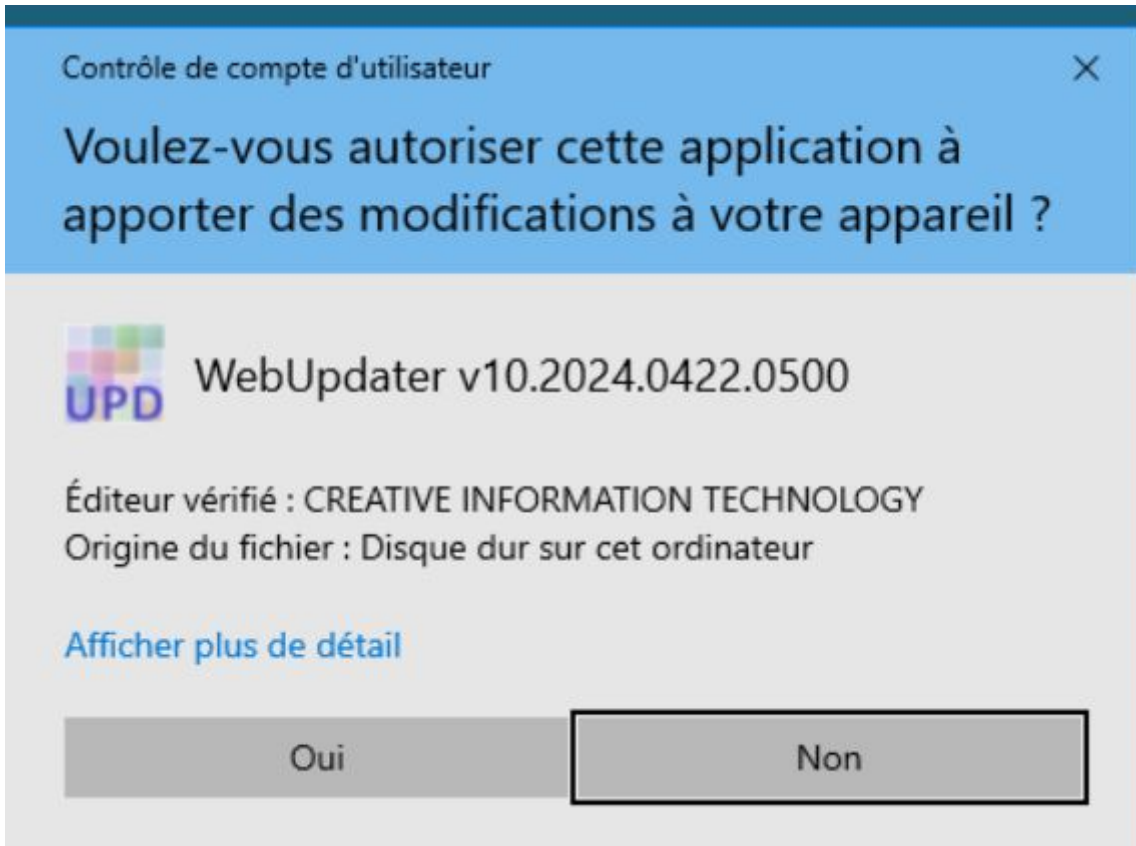 Contrôle de compte d'utilisateur
Voulez-vous autoriser cette application à
apporter des modifications à votre appareil ?
UPD
WebUpdater v10.2024.0422.0500
Éditeur vérifié : CREATIVE INFORMATION TECHNOLOGY
Origine du fichier : Disque dur sur cet ordinateur
Afficher plus de détail
Oui
Non